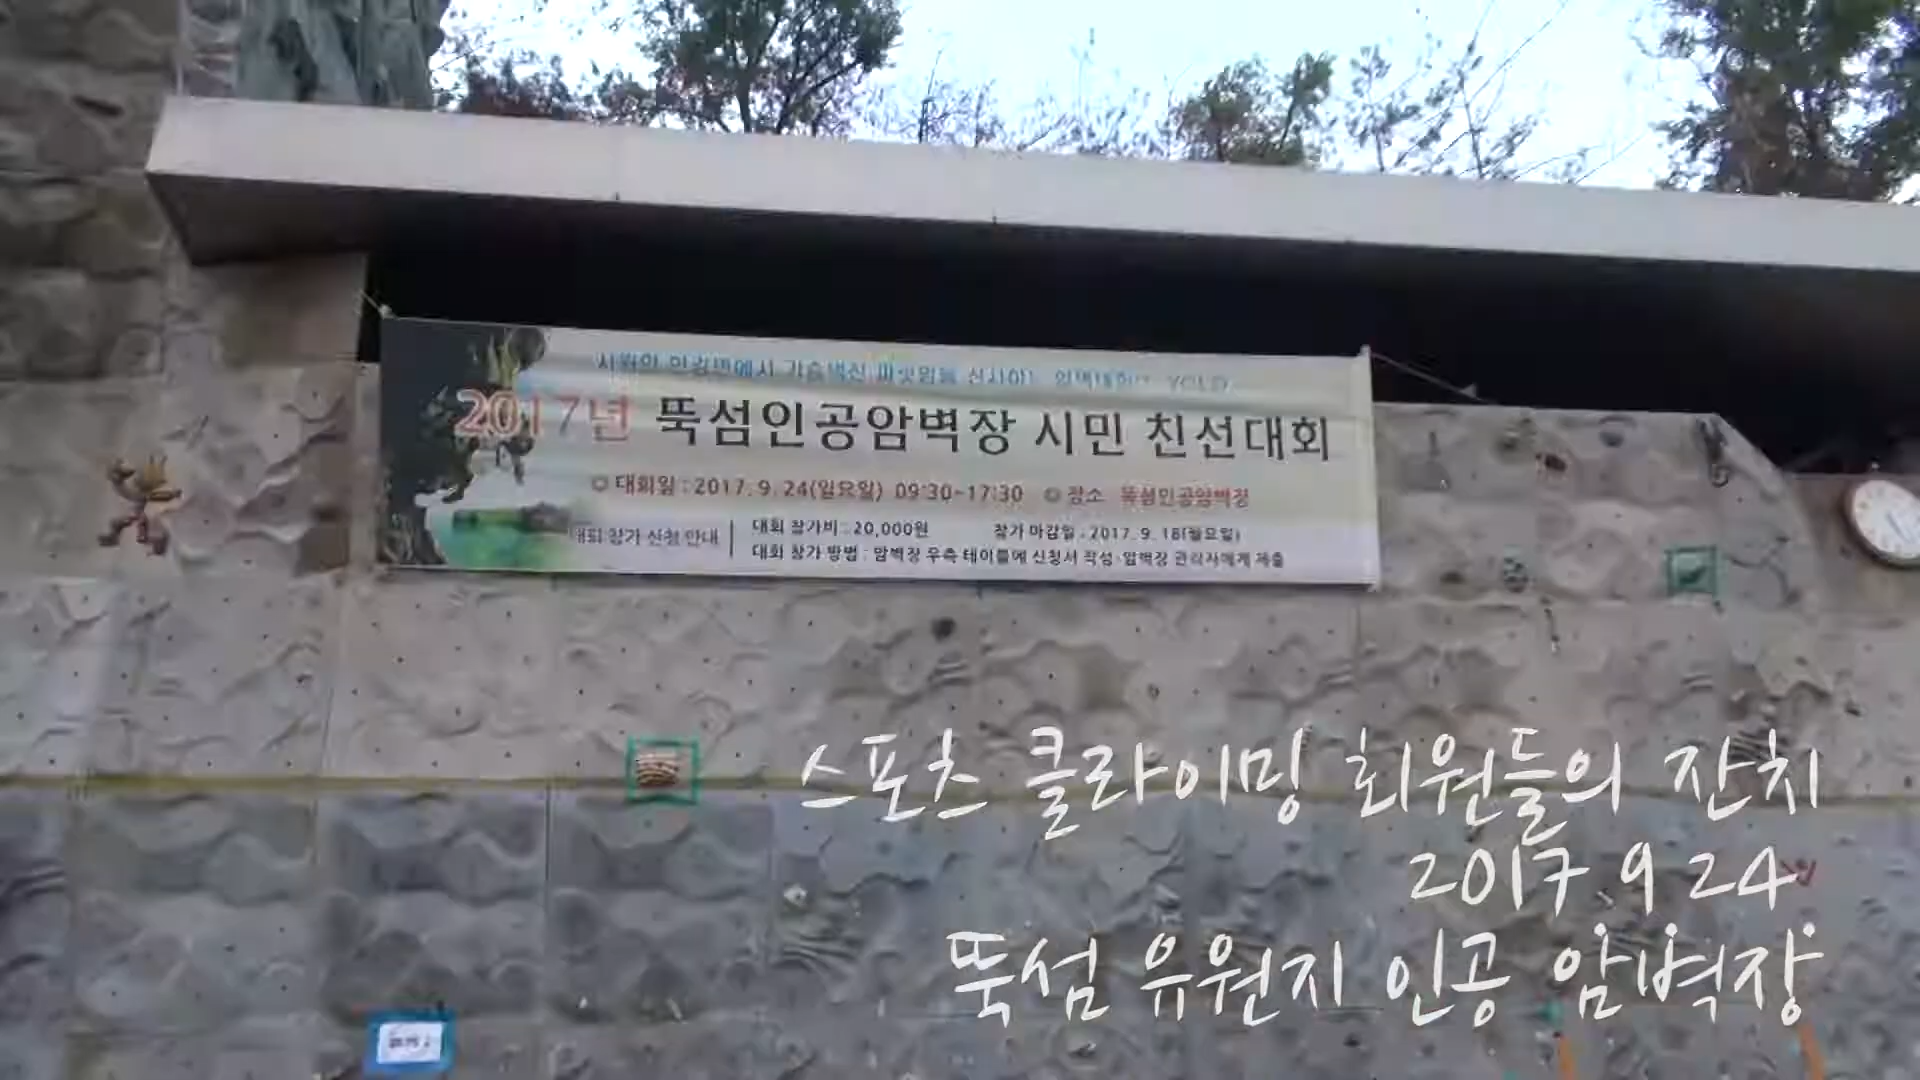 2017년 뚝섬인공암벽장 시민 친선대회
◎ 대회일 : 2017. 9. 24(일요일) 09:30~17:30 ◎ 장소 뚝섬인공암벽장
대회 참가 신청 안내
대회 참가비 : 20,000원 참가 마감일 : 2017. 9. 18(월요일)
대회 참가 방법 : 암벽장 우측 테이블에 신청서 작성·암벽장 관리자에게 제출
스포츠 클라이밍 회원들의 잔치
2017. 9 24
뚝섬 유원지 인공 암벽장